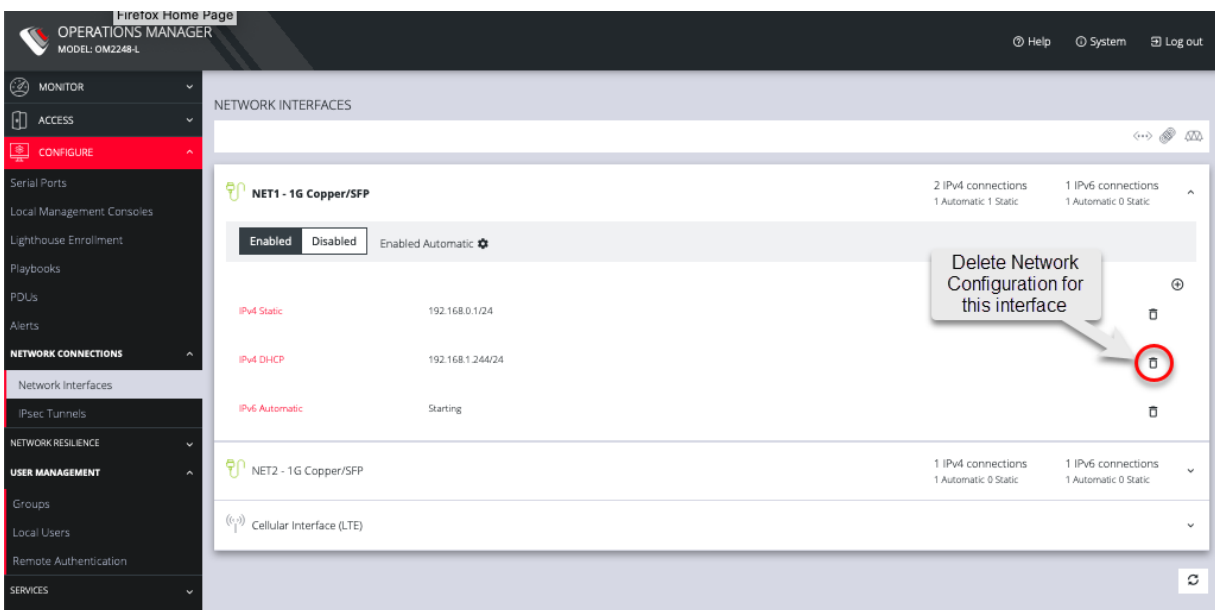 Firefox Home Page
OPERATIONS MANAGER
MODEL: OM2248-L
Help
System
Log out
MONITOR
ACCESS
CONFIGURE
Serial Ports
Local Management Consoles
Lighthouse Enrollment
Playbooks
PDUs
Alerts
NETWORK CONNECTIONS
Network Interfaces
IPsec Tunnels
NETWORK RESILIENCE
USER MANAGEMENT
Groups
Local Users
Remote Authentication
SERVICES
NETWORK INTERFACES
NET1 - 1G Copper/SFP
2 IPv4 connections
1 Automatic 1 Static
1 IPv6 connections
1 Automatic 0 Static
Enabled
Disabled
Enabled Automatic
Delete Network
Configuration for
this interface
IPv4 Static
192.168.0.1/24
IPv4 DHCP
192.168.1.244/24
IPv6 Automatic
Starting
NET2 - 1G Copper/SFP
1 IPv4 connections
1 Automatic 0 Static
1 IPv6 connections
1 Automatic 0 Static
Cellular Interface (LTE)